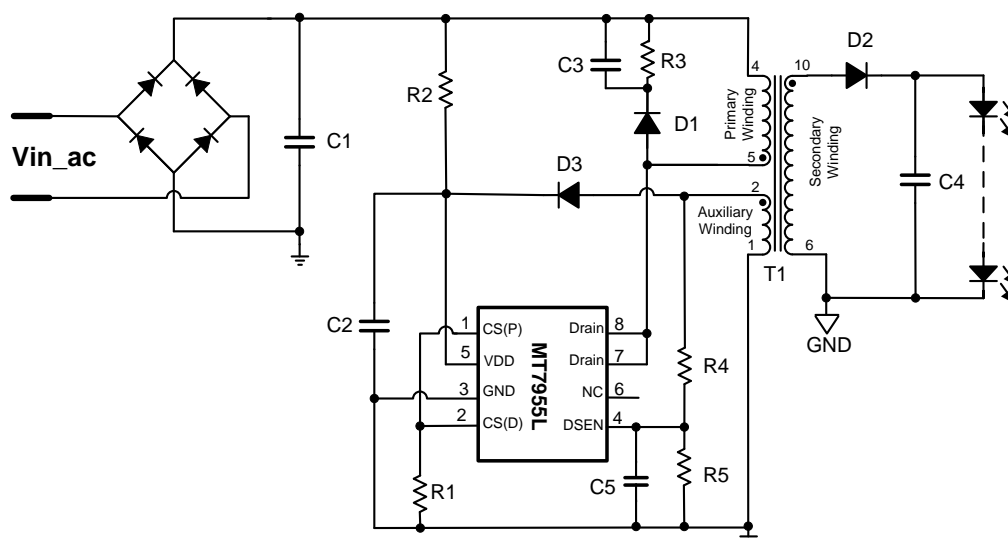 D2
C3
R3
4
10
R2
Primary
Winding
D1
C1
Vin_ac
5
Secondary
Winding
D3
2
C4
Auxiliary
Winding
1
6
T1
C2
1
CS(P)
Drain
8
GND
5
VDD
MT7955L
Drain
7
R4
3
GND
NC
6
2
CS(D)
DSEN
4
R1
C5
R5